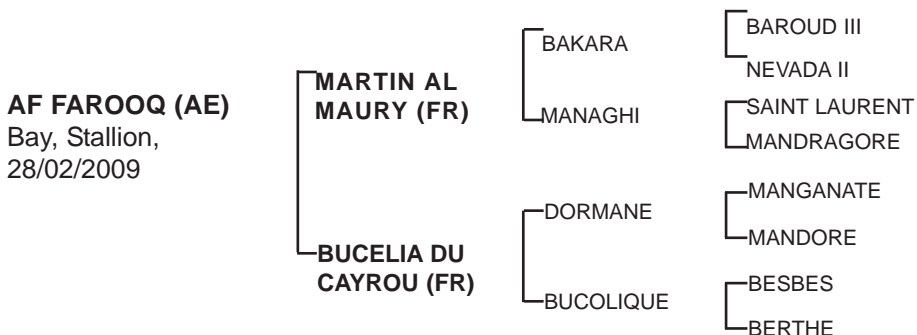 AF FAROOQ (AE)
Bay, Stallion,
28/02/2009
MARTIN AL
MAURY (FR)
BUCELIA DU
CAYROU (FR)
BAKARA
MANAGHI
DORMANE
BUCOLIQUE
BAROUD III
NEVADA II
SAINT LAURENT
MANDRAGORE
MANGANATE
MANDORE
BESBES
BERTHE